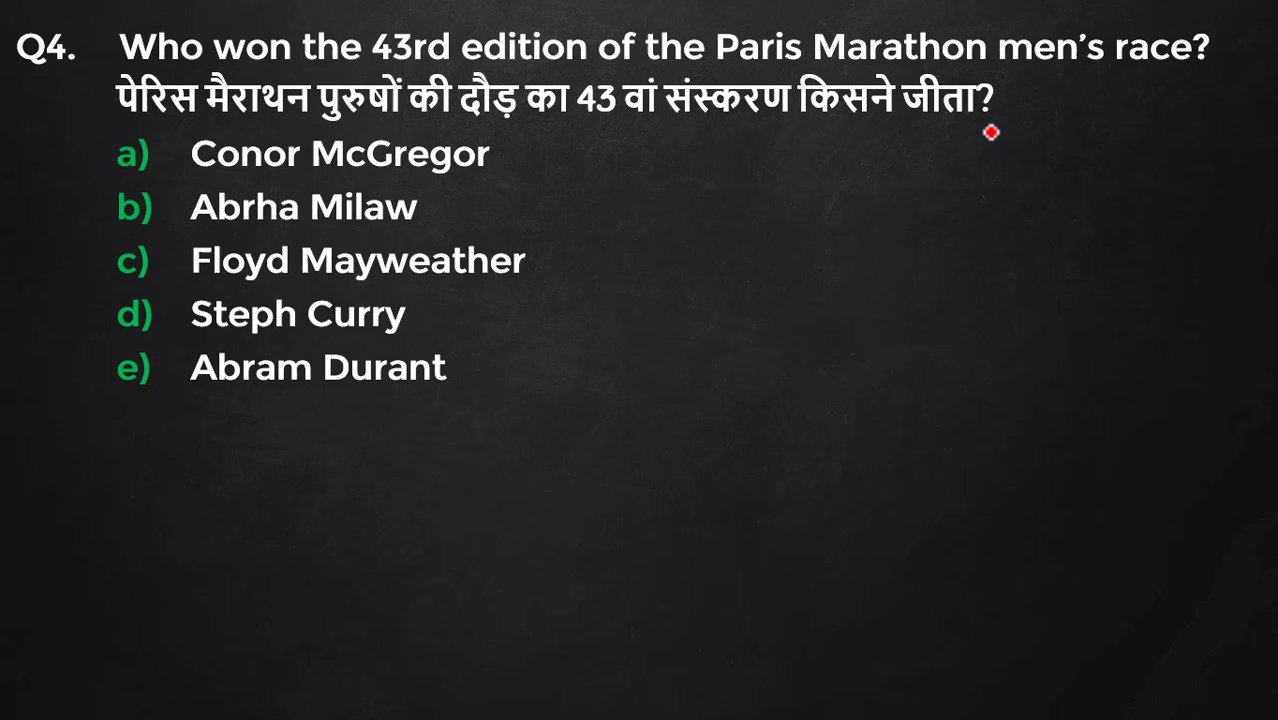 Q4. Who won the 43rd edition of the Paris Marathon men’s race?
पेरिस मैराथन पुरुषों की दौड़ का 43 वां संस्करण किसने जीता?
a) Conor McGregor
b) Abrha Milaw
c) Floyd Mayweather
d) Steph Curry
e) Abram Durant